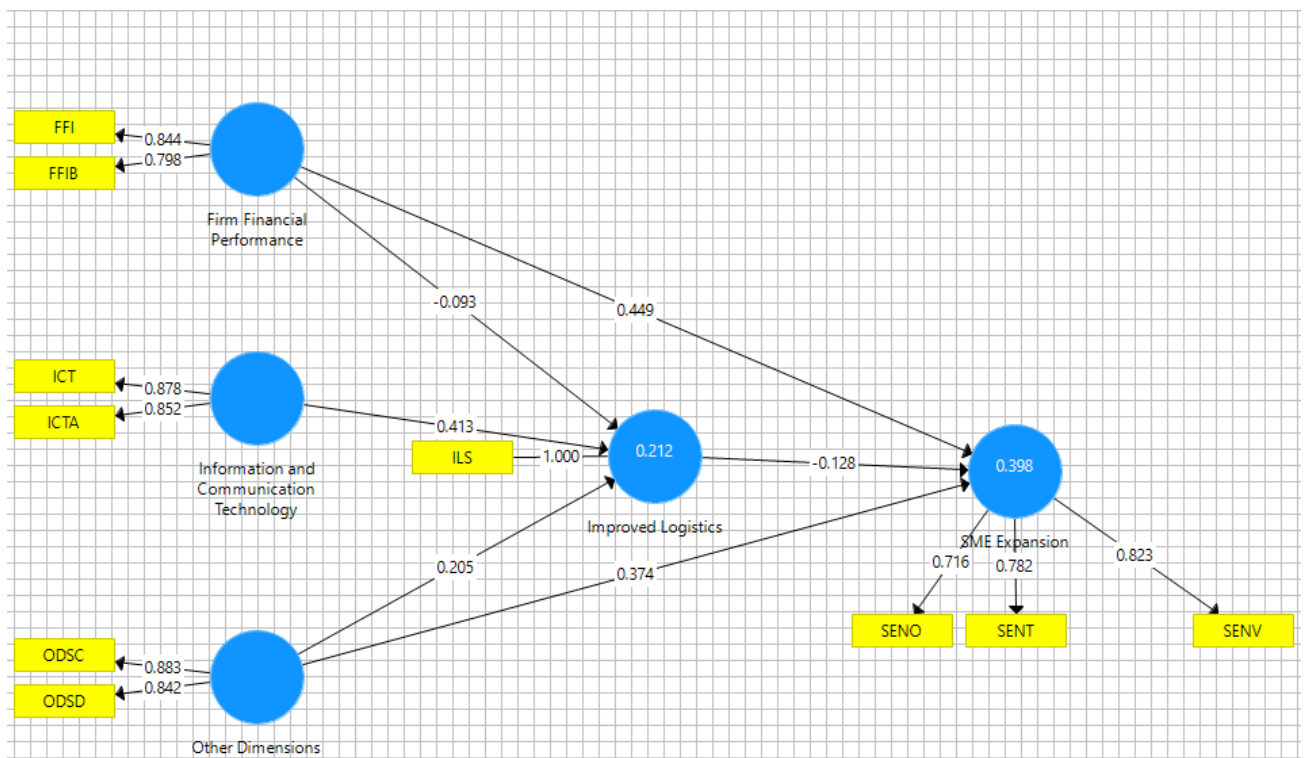 FFI
0.844
0.798
FFIB
Firm Financial
Performance
-0.093
0.449
ICT
0.878
0.852
ICTA
0.413
ILS
1.000
0.212
-0.128
0.398
Information and
Communication
Technology
Improved Logistics
SME Expansion
0.716
0.782
0.823
0.205
0.374
SENO
SENT
SENV
ODSC
0.883
0.842
ODSD
Other Dimensions